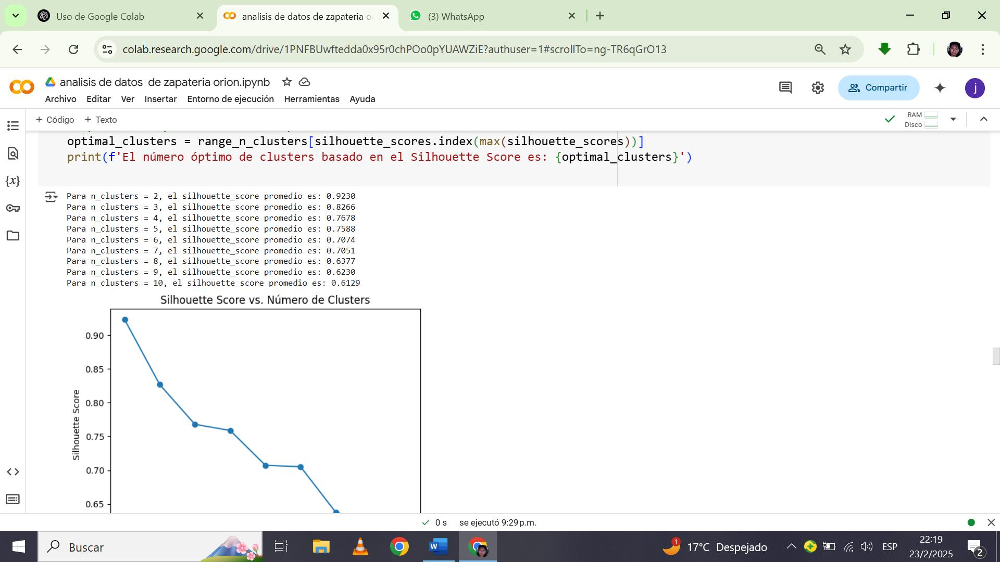 Uso de Google Colab
analisis de datos de zapateria o
(3) WhatsApp
colab.research.google.com/drive/1PNFBUwftedda0x95r0chPOo0pYUAWZiE?authuser=1#scrollTo=ng-TR6qGrO13
analisis de datos de zapateria orion.ipynb
Compartir
j
Archivo Editar Ver Insertar Entorno de ejecución Herramientas Ayuda
+ Código + Texto
RAM
Disco
optimal_clusters = range_n_clusters[silhouette_scores.index(max(silhouette_scores))]
print(f'El número óptimo de clusters basado en el Silhouette Score es: {optimal_clusters}')
{x}
Para n_clusters = 2, el silhouette_score promedio es: 0.9230
Para n_clusters = 3, el silhouette_score promedio es: 0.8266
Para n_clusters = 4, el silhouette_score promedio es: 0.7678
Para n_clusters = 5, el silhouette_score promedio es: 0.7588
Para n_clusters = 6, el silhouette_score promedio es: 0.7074
Para n_clusters = 7, el silhouette_score promedio es: 0.7051
Para n_clusters = 8, el silhouette_score promedio es: 0.6377
Para n_clusters = 9, el silhouette_score promedio es: 0.6230
Para n_clusters = 10, el silhouette_score promedio es: 0.6129
Silhouette Score vs. Número de Clusters
0.90
0.85
0.80
0.75
0.70
0.65
Silhouette Score
0 s se ejecutó 9:29 p.m.
Buscar
W
1
17°C Despejado
ESP
22:19
23/2/2025
2